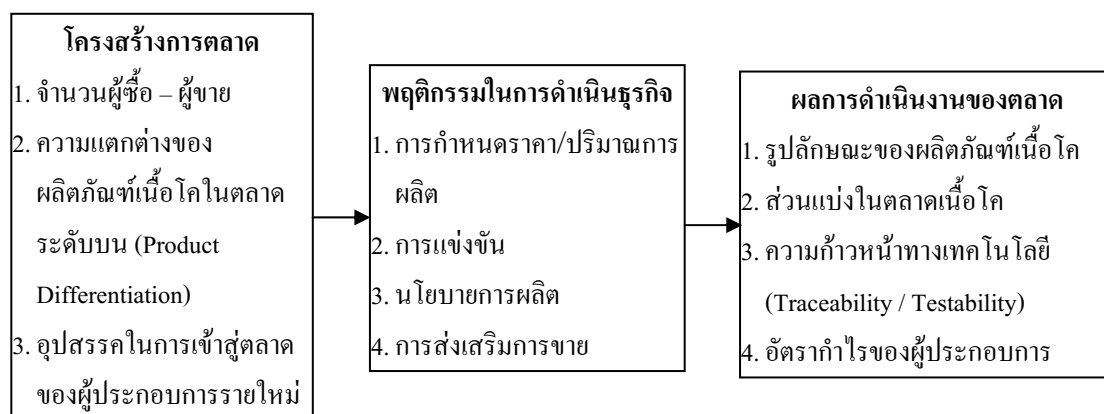 โครงสร้างการตลาด
1. จำนวนผู้ซื้อ – ผู้ขาย
2. ความแตกต่างของ
ผลิตภัณฑ์เนื้อโคในตลาด
ระดับบน (Product
Differentiation)
3. อุปสรรคในการเข้าสู่ตลาด
ของผู้ประกอบการรายใหม่
พฤติกรรมในการดำเนินธุรกิจ
1. การกำหนดราคา/ปริมาณการ
ผลิต
2. การแข่งขัน
3. นโยบายการผลิต
4. การส่งเสริมการขาย
ผลการดำเนินงานของตลาด
1. รูปลักษณะของผลิตภัณฑ์เนื้อโค
2. ส่วนแบ่งในตลาดเนื้อโค
3. ความก้าวหน้าทางเทคโนโลยี
(Traceability / Testability)
4. อัตรากำไรของผู้ประกอบการ